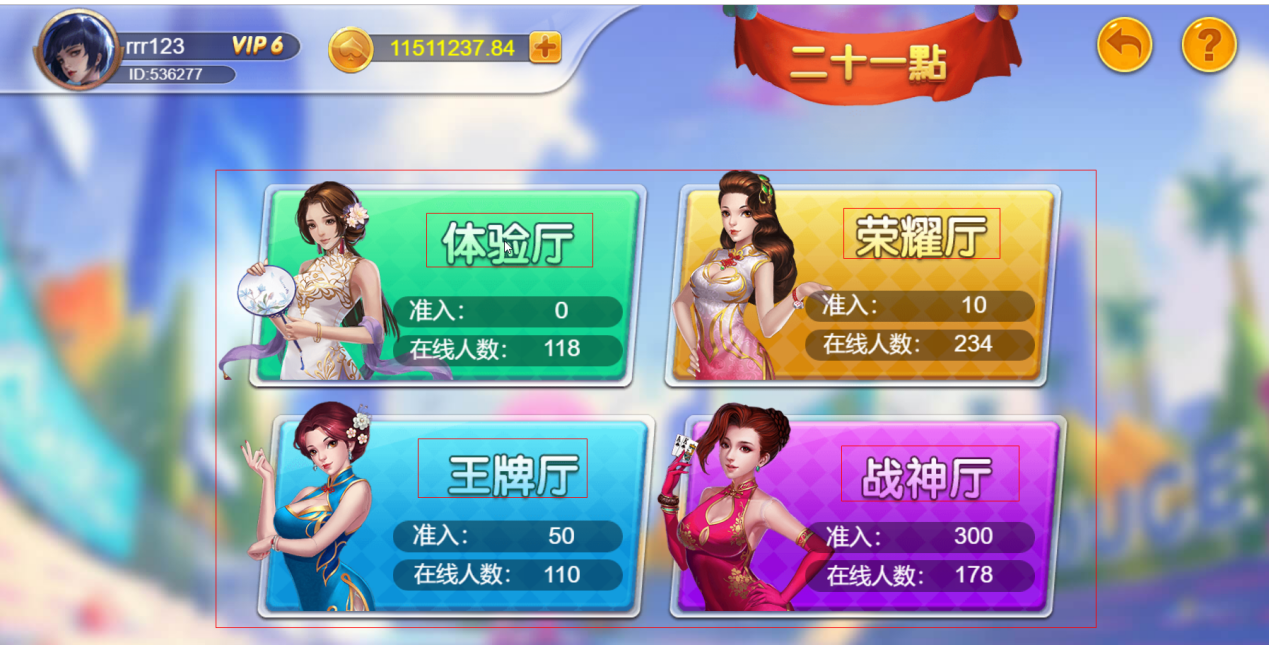 rrr123 VIP 6
ID:536277
11511237.84
二十一點
体验厅
准入: 0
在线人数: 118
荣耀厅
准入: 10
在线人数: 234
王牌厅
准入: 50
在线人数: 110
战神厅
准入: 300
在线人数: 178